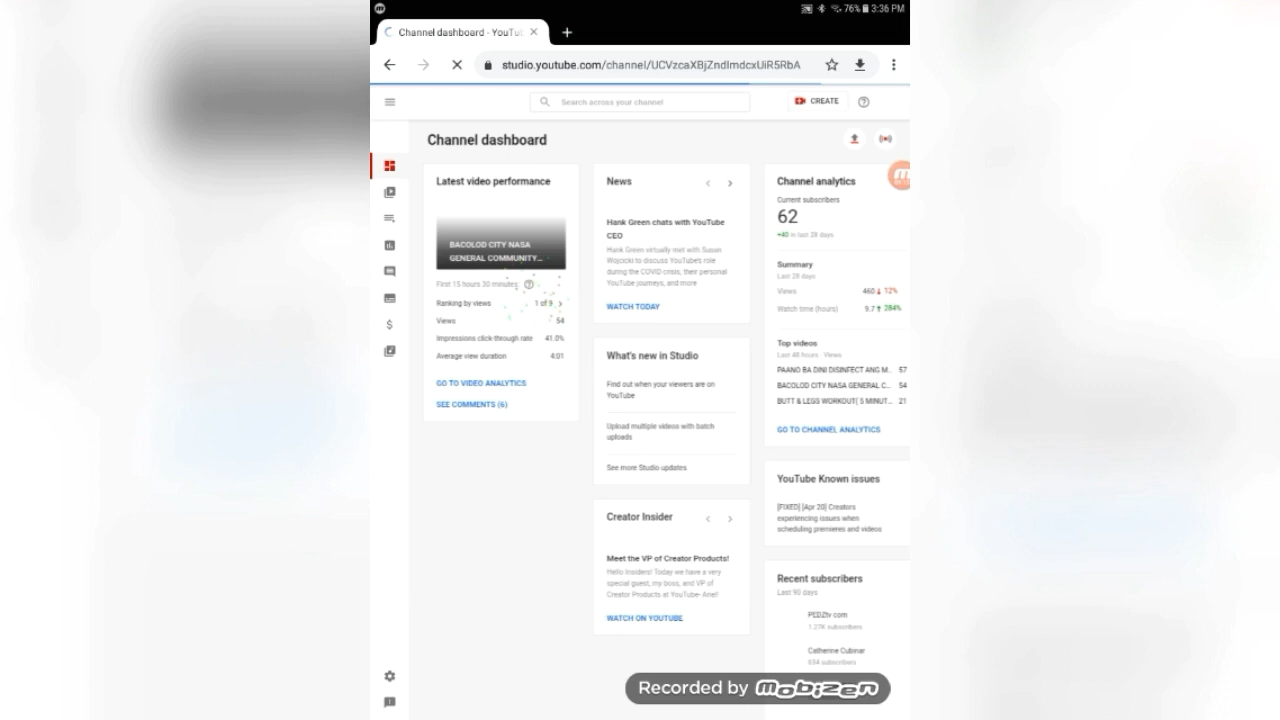 76% 3:36 PM
Channel dashboard - YouTu
studio.youtube.com/channel/UCVzcaXBjZndlmdcxUiR5RbA
Search across your channel
CREATE
Channel dashboard
Latest video performance
BACOLOD CITY NASA
GENERAL COMMUNITY...
First 15 hours 20 minutes:
Ranking by views 1 of 9
Views 54
Impressions click-through rate 41.0%
Average view duration 4:01
GO TO VIDEO ANALYTICS
SEE COMMENTS (6)
News
Hank Green chats with YouTube
CEO
Hank Green virtually met with Susan
Wojcicki to discuss YouTube's role
during the COVID crisis, their personal
YouTube journeys, and more
WATCH TODAY
What's new in Studio
Find out when your viewers are on
YouTube
Upload multiple videos with batch
uploads
See more Studio updates
Creator Insider
Meet the VP of Creator Products!
Hello Insiders! Today we have a very
special guest, my boss, and VP of
Creator Products at YouTube- Ariel!
WATCH ON YOUTUBE
Channel analytics
Current subscribers
62
+40 in last 28 days
Summary
Last 28 days
Views 460 12%
Watch time (hours) 9.7 284%
Top videos
Last 48 hours · Views
PAANO BA DINI DISINFECT ANG M... 57
BACOLOD CITY NASA GENERAL C... 54
BUTT & LEGS WORKOUT( 5 MINUT... 21
GO TO CHANNEL ANALYTICS
YouTube Known issues
[FIXED] [Apr 20] Creators
experiencing issues when
scheduling premieres and videos
Recent subscribers
Last 90 days
PEDZtv com
1.27K subscribers
Catherine Cubmar
694 subscribers
Recorded by mobizen